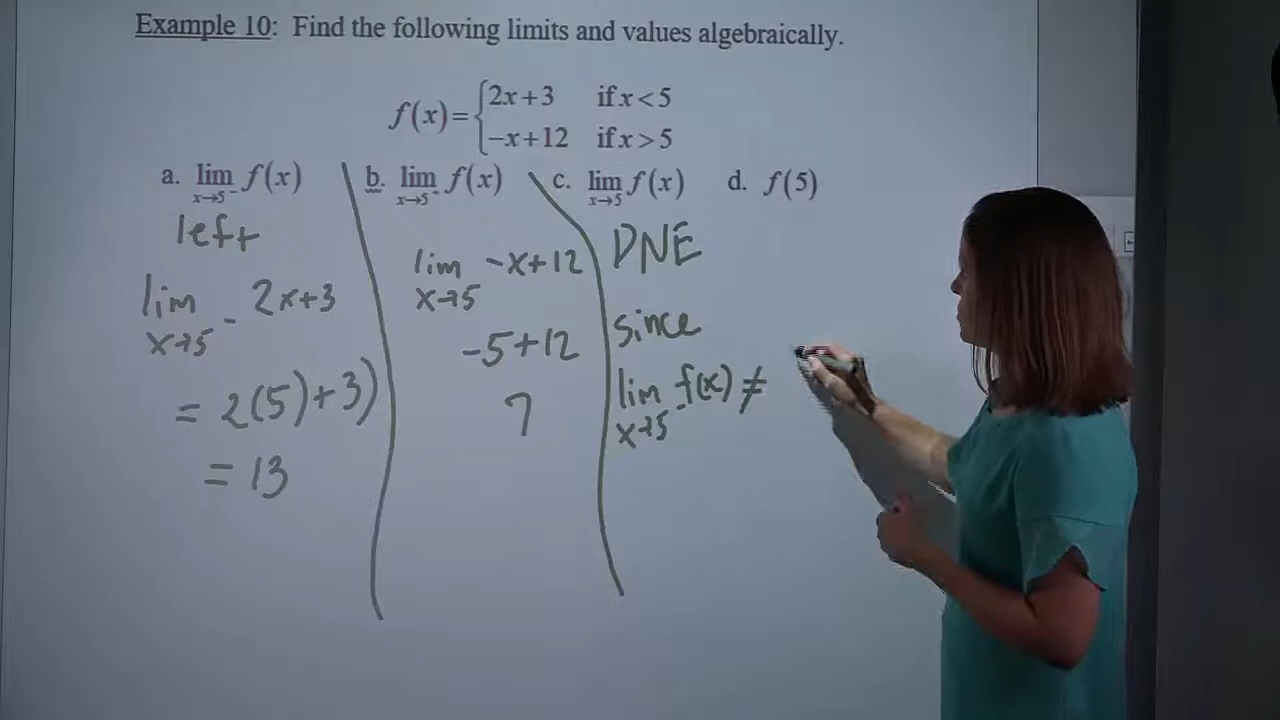 Example 10: Find the following limits and values algebraically.
f(x)= {2x+3 if x<5
−x+12 if x>5
a. lim x→5⁻ f(x) b. lim x→5⁺ f(x) c. lim x→5 f(x) d. f(5)
left
lim x→5⁻ 2x+3
= 2(5)+3)
= 13
lim x→5 -x+12
-5+12
7
DNE
since
lim x→5⁻ f(x) ≠